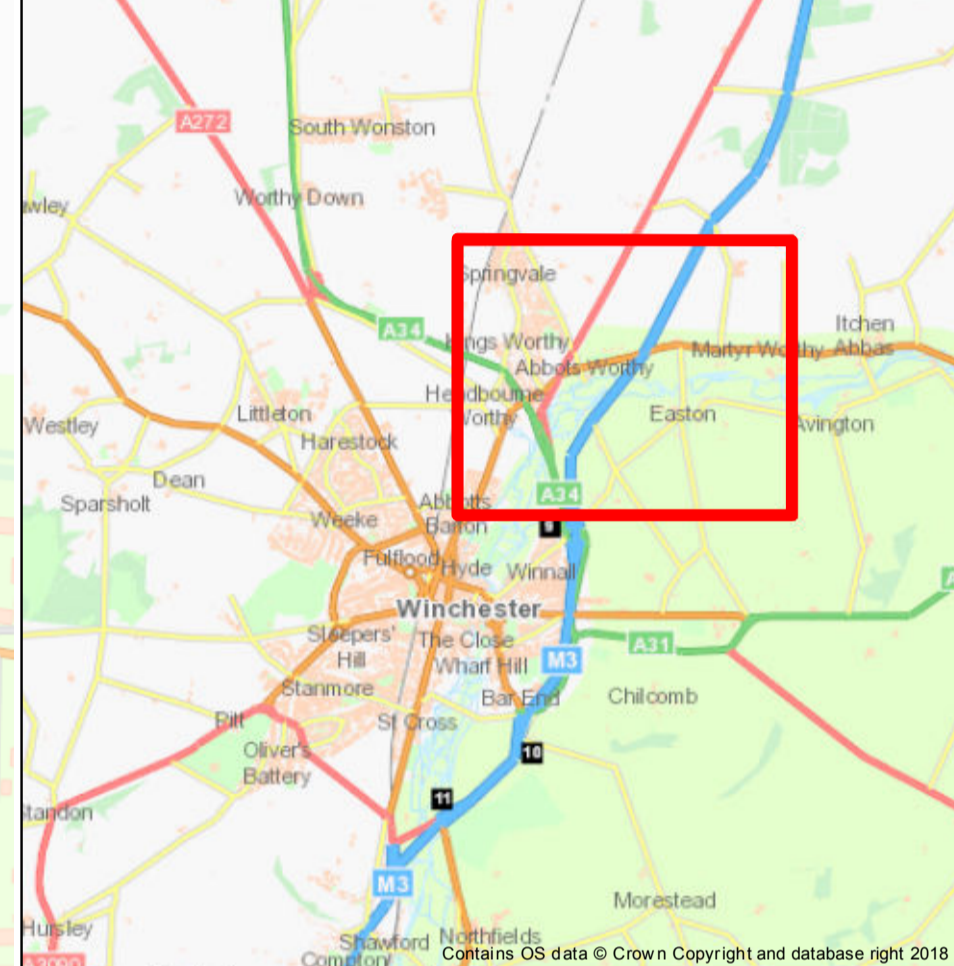 A272
South Wonston
Worthy Down
wley
Springvale
A34
Kings Worthy
Itchen
Abbas
Martyr Worthy
Abbots Worthy
Headbourne
Worthy
Littleton
Easton
Avington
Westley
Harestock
Dean
Sparsholt
A34
Abbotts
Barton
Weeke
9
Fulflood
Hyde
Winnall
Winchester
Sleepers'
Hill
The Close
A31
M3
Wharf Hill
Stanmore
Bar End
Chilcomb
Pitt
St Cross
Oliver's
Battery
10
11
Standon
M3
Morestead
Hursley
Shawford
Northfields
Compton
A3090
Contains OS data © Crown Copyright and database right 2018